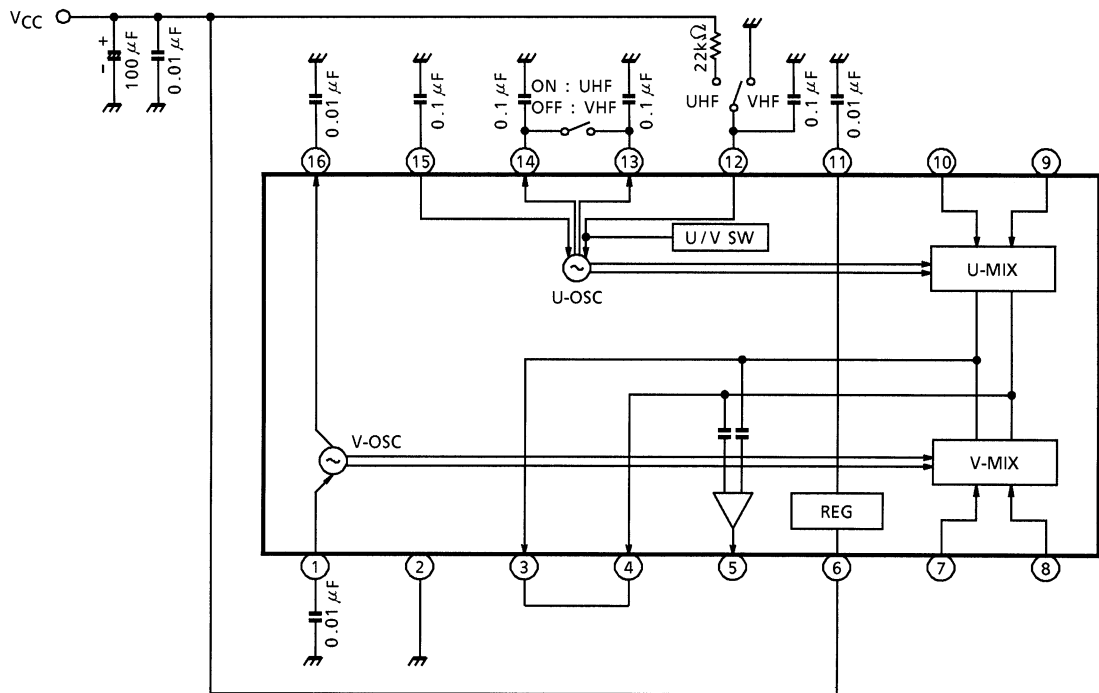 VCC
+
-
100 μF
0.01 μF
0.01 μF
0.1 μF
0.1 μF
ON : UHF
OFF : VHF
0.1 μF
22kΩ
UHF
VHF
0.1 μF
0.01 μF
16
15
14
13
12
11
10
9
U / V SW
U-OSC
U-MIX
V-OSC
V-MIX
REG
1
2
3
4
5
6
7
8
0.01 μF